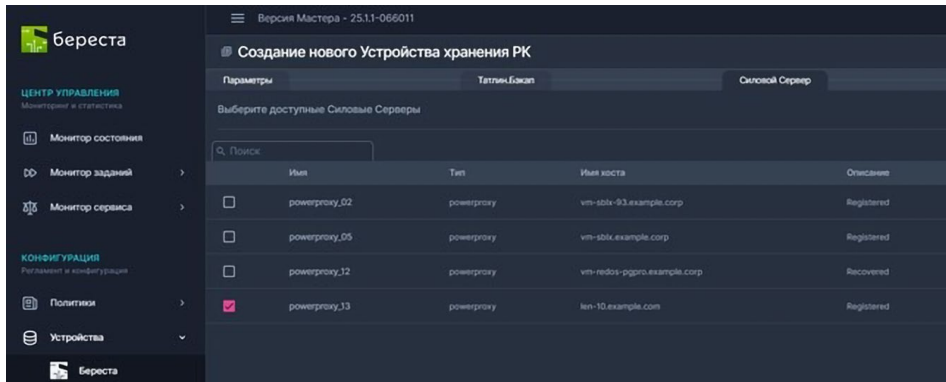 береста
Версия Мастера - 25.1.1-066011
Создание нового Устройства хранения РК
Параметры
Татлин.Бэкап
Силовой Сервер
Выберите доступные Силовые Серверы
Поиск
Имя Тип Имя хоста Описание
powerproxy_02 powerproxy vm-sblx-93.example.corp Registered
powerproxy_05 powerproxy vm-sblx.example.corp Registered
powerproxy_12 powerproxy vm-redos-pgpro.example.corp Recovered
powerproxy_13 powerproxy len-10.example.com Registered
ЦЕНТР УПРАВЛЕНИЯ
Мониторинг и статистика
Монитор состояния
Монитор заданий
Монитор сервиса
КОНФИГУРАЦИЯ
Регламент и конфигурация
Политики
Устройства
Береста